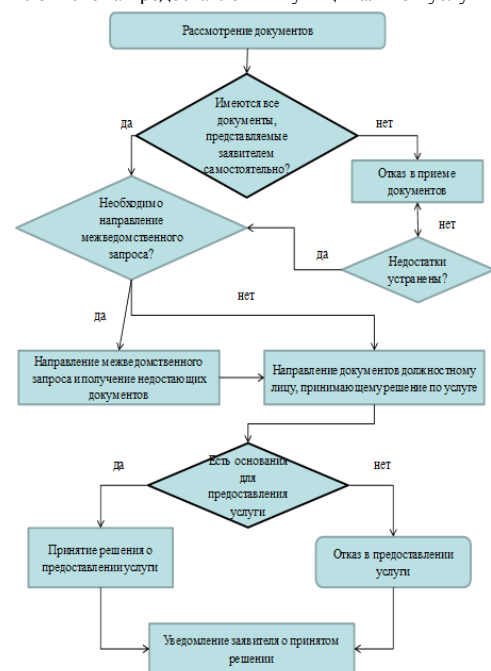 Рассмотрение документов
Имеются все
документы,
представляемые
заявителем
самостоятельно?
да
нет
Отказ в приеме
документов
Необходимо
направление
межведомственного
запроса?
нет
да
Недостатки
устранены?
да
нет
Направление межведомственного
запроса и получение недостающих
документов
Направление документов должностному
лицу, принимающему решение по услуге
да
нет
Есть основания
для
предоставления
услуги
Принятие решения о
предоставлении услуги
Отказ в предоставлении
услуги
Уведомление заявителя о принятом
решении